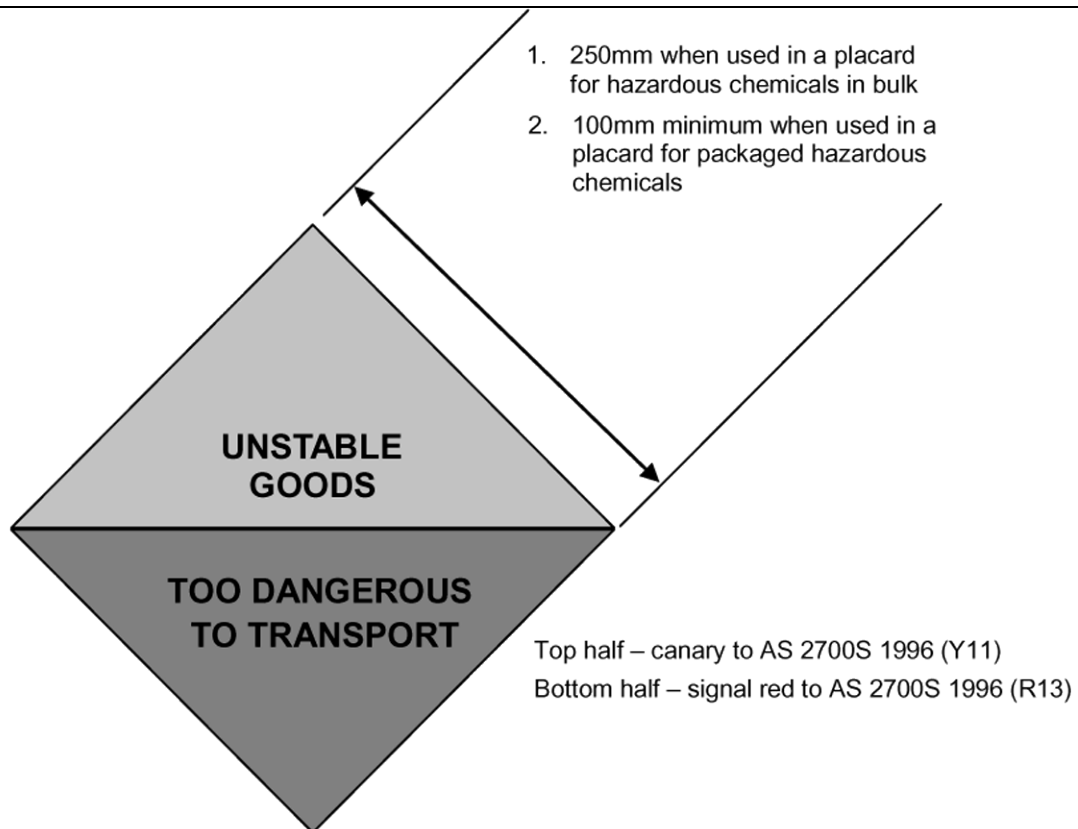 1. 250mm when used in a placard
for hazardous chemicals in bulk
2. 100mm minimum when used in a
placard for packaged hazardous
chemicals
UNSTABLE
GOODS
TOO DANGEROUS
TO TRANSPORT
Top half – canary to AS 2700S 1996 (Y11)
Bottom half – signal red to AS 2700S 1996 (R13)